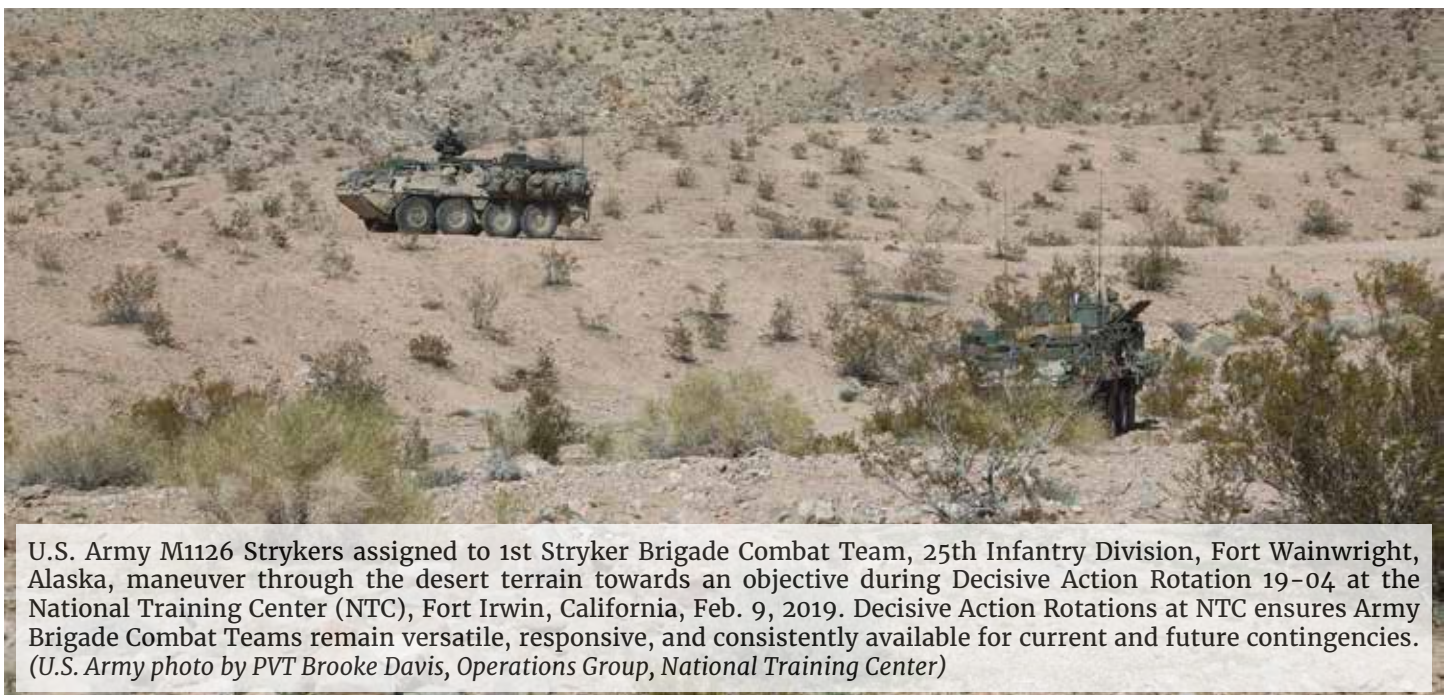 U.S. Army M1126 Strykers assigned to 1st Stryker Brigade Combat Team, 25th Infantry Division, Fort Wainwright,
Alaska, maneuver through the desert terrain towards an objective during Decisive Action Rotation 19-04 at the
National Training Center (NTC), Fort Irwin, California, Feb. 9, 2019. Decisive Action Rotations at NTC ensures Army
Brigade Combat Teams remain versatile, responsive, and consistently available for current and future contingencies.
(U.S. Army photo by PVT Brooke Davis, Operations Group, National Training Center)